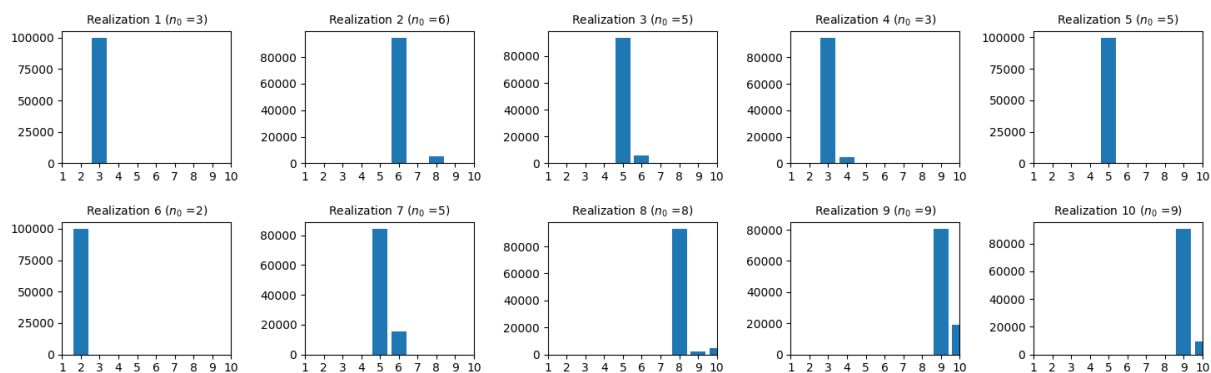 Realization 1 (n₀ =3)
100000
75000
50000
25000
0
1 2 3 4 5 6 7 8 9 10
Realization 2 (n₀ =6)
80000
60000
40000
20000
0
1 2 3 4 5 6 7 8 9 10
Realization 3 (n₀ =5)
80000
60000
40000
20000
0
1 2 3 4 5 6 7 8 9 10
Realization 4 (n₀ =3)
80000
60000
40000
20000
0
1 2 3 4 5 6 7 8 9 10
Realization 5 (n₀ =5)
100000
75000
50000
25000
0
1 2 3 4 5 6 7 8 9 10
Realization 6 (n₀ =2)
100000
75000
50000
25000
0
1 2 3 4 5 6 7 8 9 10
Realization 7 (n₀ =5)
80000
60000
40000
20000
0
1 2 3 4 5 6 7 8 9 10
Realization 8 (n₀ =8)
80000
60000
40000
20000
0
1 2 3 4 5 6 7 8 9 10
Realization 9 (n₀ =9)
80000
60000
40000
20000
0
1 2 3 4 5 6 7 8 9 10
Realization 10 (n₀ =9)
80000
60000
40000
20000
0
1 2 3 4 5 6 7 8 9 10